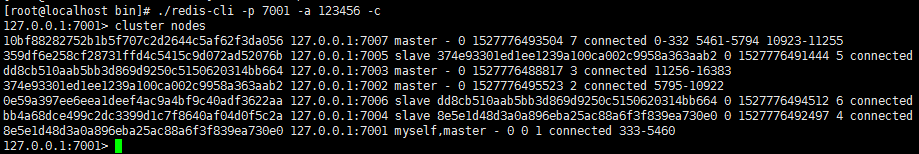 [root@localhost bin]# ./redis-cli -p 7001 -a 123456 -c
127.0.0.1:7001> cluster nodes
10bf88282752b1b5f707c2d2644c5af62f3da056 127.0.0.1:7007 master - 0 1527776493504 7 connected 0-332 5461-5794 10923-11255
359df6e258cf28731ffd4c5415c9d072ad52076b 127.0.0.1:7005 slave 374e93301ed1ee1239a100ca002c9958a363aab2 0 1527776491444 5 connected
dd8cb510aab5bb3d869d9250c5150620314bb664 127.0.0.1:7003 master - 0 1527776488817 3 connected 11256-16383
374e93301ed1ee1239a100ca002c9958a363aab2 127.0.0.1:7002 master - 0 1527776495523 2 connected 5795-10922
0e59a397ee6eea1deef4ac9a4bf9c40adf3622aa 127.0.0.1:7006 slave dd8cb510aab5bb3d869d9250c5150620314bb664 0 1527776494512 6 connected
bb4a68dce499c2dc3399d1c7f8640af04d0f5c2a 127.0.0.1:7004 slave 8e5e1d48d3a0a896eba25ac88a6f3f839ea730e0 0 1527776492497 4 connected
8e5e1d48d3a0a896eba25ac88a6f3f839ea730e0 127.0.0.1:7001 myself,master - 0 0 1 connected 333-5460
127.0.0.1:7001>